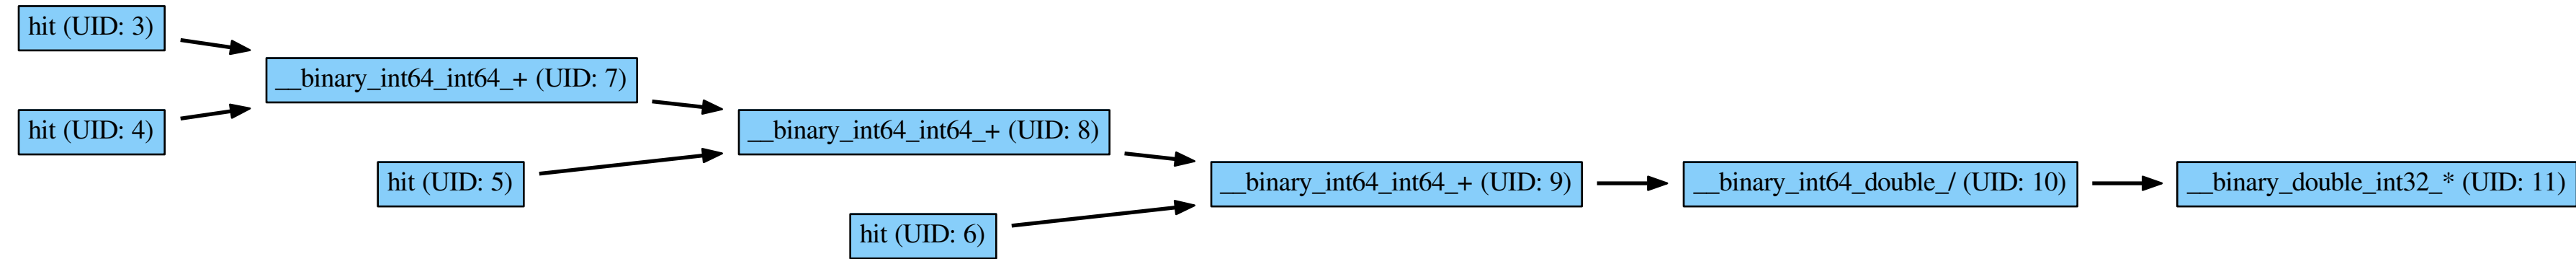 hit (UID: 3)
hit (UID: 4)
__binary_int64_int64_+ (UID: 7)
hit (UID: 5)
__binary_int64_int64_+ (UID: 8)
hit (UID: 6)
__binary_int64_int64_+ (UID: 9)
__binary_int64_double_/ (UID: 10)
__binary_double_int32_* (UID: 11)